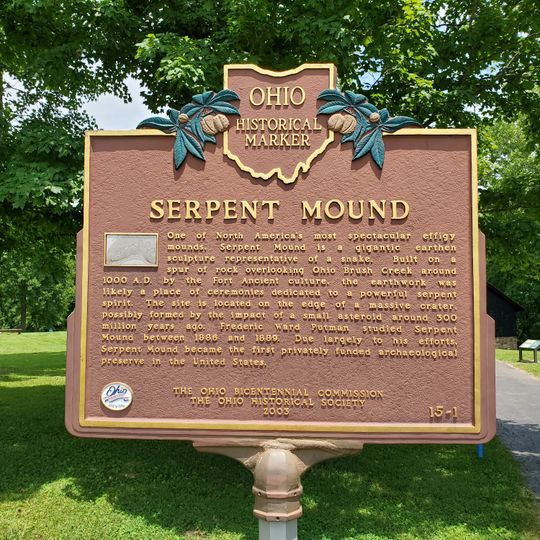 OHIO
HISTORICAL
MARKER
SERPENT MOUND
One of North America's most spectacular effigy
mounds, Serpent Mound is a gigantic earthen
sculpture representative of a snake. Built on a
spur of rock overlooking Ohio Brush Creek around
1000 A.D. by the Fort Ancient culture, the earthwork was
likely a place of ceremonies dedicated to a powerful serpent
spirit. The site is located on the edge of a massive crater,
possibly formed by the impact of a small asteroid around 300
million years ago. Frederic Ward Putman studied Serpent
Mound between 1886 and 1889. Due largely to his efforts,
Serpent Mound became the first privately funded archaeological
preserve in the United States.
THE OHIO BICENTENNIAL COMMISSION
THE OHIO HISTORICAL SOCIETY
2003
15-1
Ohio